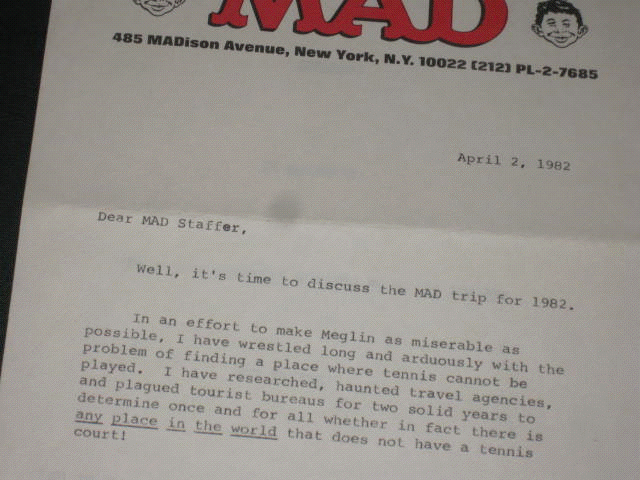 MAD
485 MADison Avenue, New York, N.Y. 10022 (212) PL-2-7685
April 2, 1982
Dear MAD Staffer,
Well, it's time to discuss the MAD trip for 1982.
In an effort to make Meglin as miserable as
possible, I have wrestled long and arduously with the
problem of finding a place where tennis cannot be
played. I have researched, haunted travel agencies,
and plagued tourist bureaus for two solid years to
determine once and for all whether in fact there is
any place in the world that does not have a tennis
court!